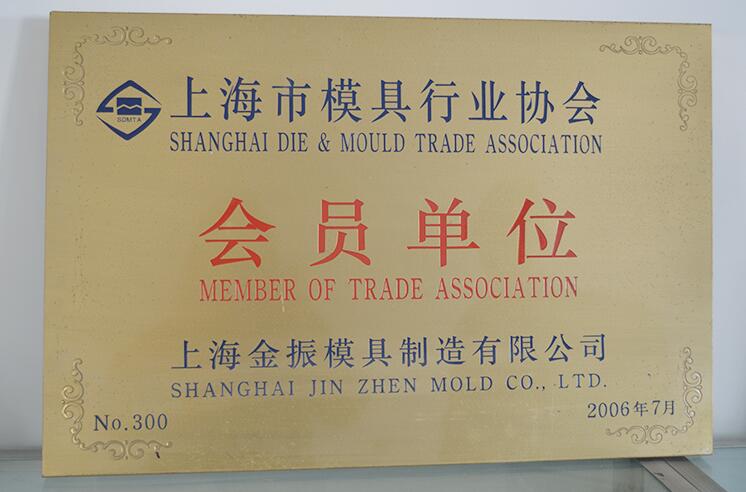 SDMTA
上海市模具行业协会
SHANGHAI DIE & MOULD TRADE ASSOCIATION
会员单位
MEMBER OF TRADE ASSOCIATION
上海金振模具制造有限公司
SHANGHAI JIN ZHEN MOLD CO., LTD.
No.300
2006年7月